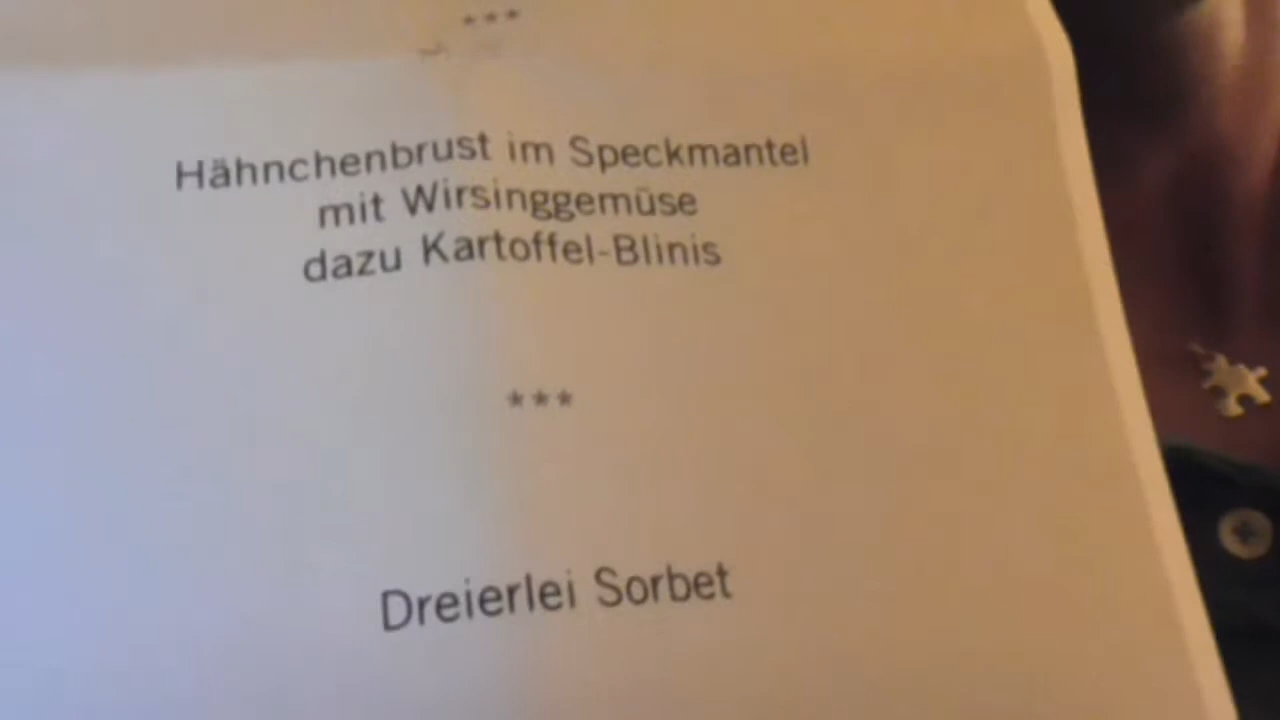 ***
Hähnchenbrust im Speckmantel
mit Wirsinggemüse
dazu Kartoffel-Blinis
***
Dreierlei Sorbet